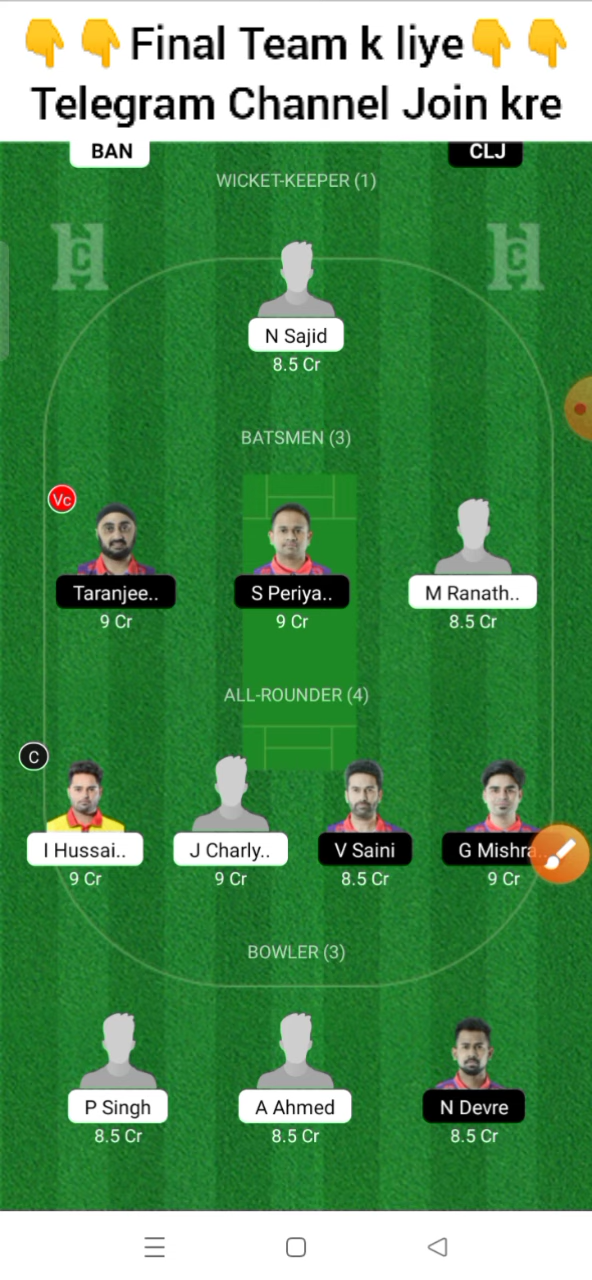 👇👇Final Team k liye👇👇
Telegram Channel Join kre
BAN CLJ
WICKET-KEEPER (1)
N Sajid
8.5 Cr
BATSMEN (3)
Vc
Taranjee.. S Periya.. M Ranath..
9 Cr 9 Cr 8.5 Cr
ALL-ROUNDER (4)
C
I Hussai.. J Charly.. V Saini G Mishra..
9 Cr 9 Cr 8.5 Cr 9 Cr
BOWLER (3)
P Singh A Ahmed N Devre
8.5 Cr 8.5 Cr 8.5 Cr